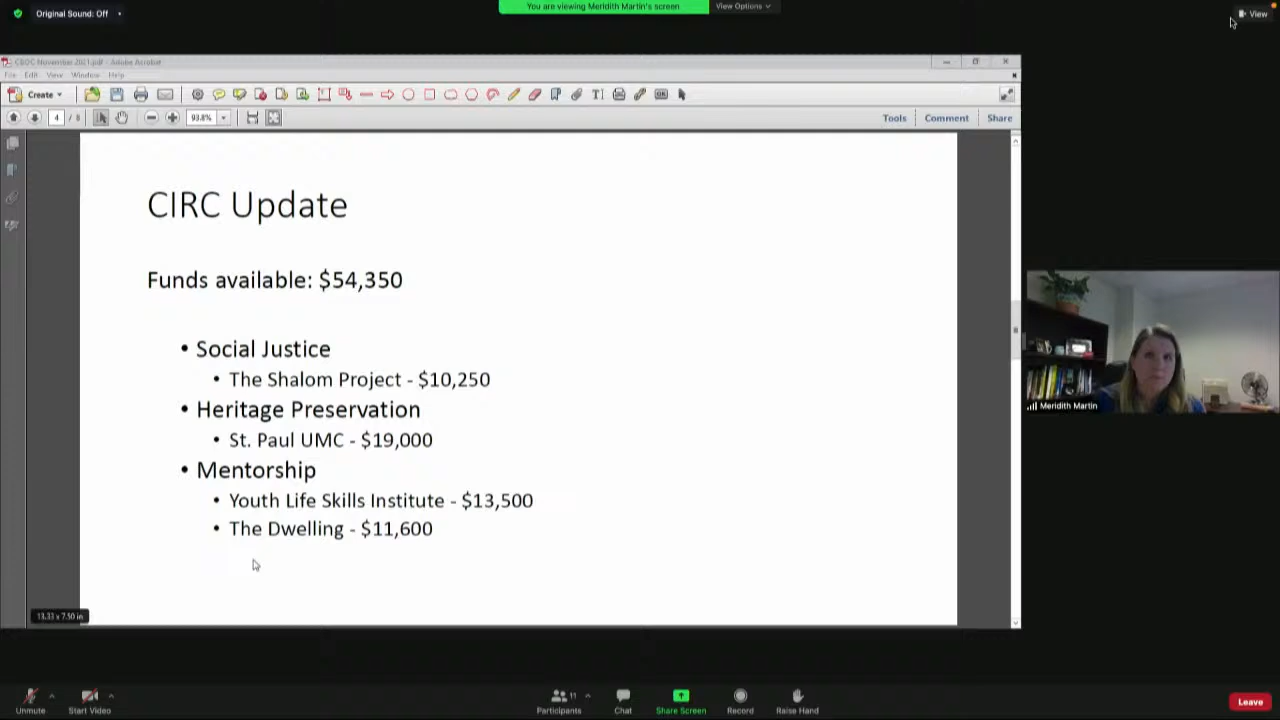 Original Sound: Off
You are viewing Meridith Martin's screen
View Options
View
CBOC November 2021.pdf - Adobe Acrobat
File Edit View Window Help
Create
4 / 8
93.8%
Tools
Comment
Share
CIRC Update
Funds available: $54,350
• Social Justice
• The Shalom Project - $10,250
• Heritage Preservation
• St. Paul UMC - $19,000
• Mentorship
• Youth Life Skills Institute - $13,500
• The Dwelling - $11,600
13.33 x 7.50 in
Meridith Martin
Unmute
Start Video
11
Participants
Chat
Share Screen
Record
Raise Hand
Leave